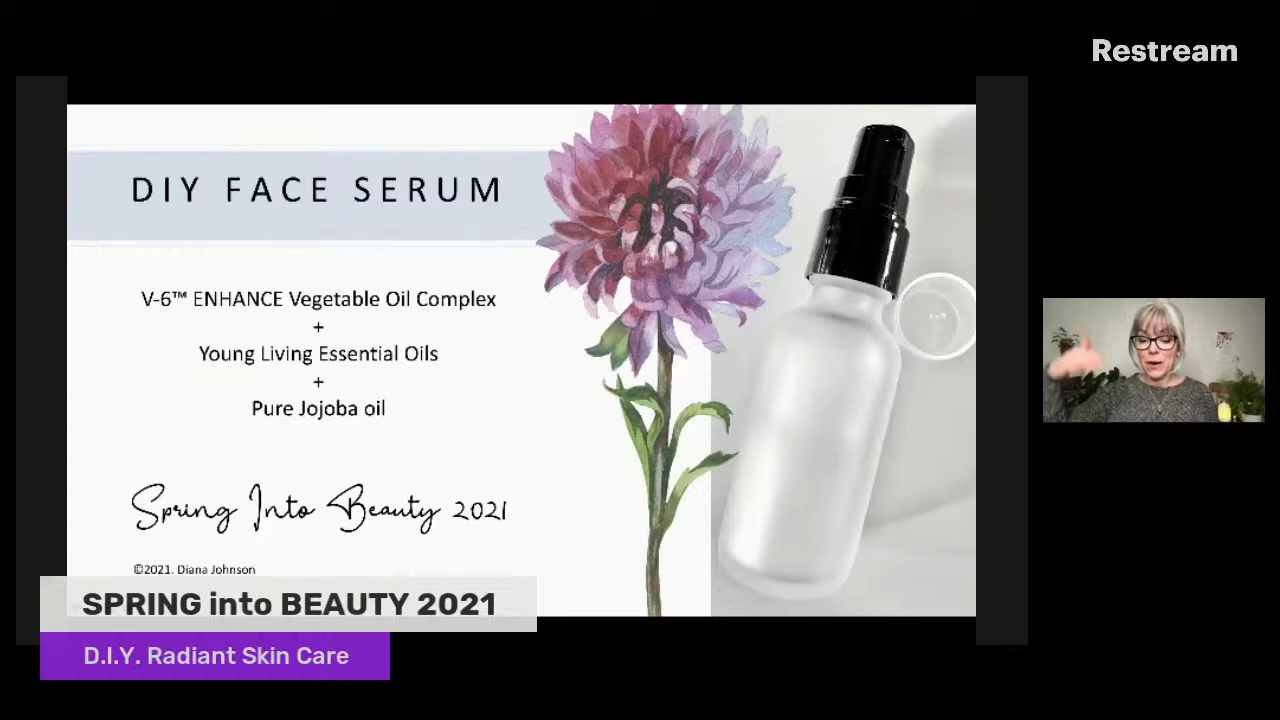 Restream
DIY FACE SERUM
V-6™ ENHANCE Vegetable Oil Complex
+
Young Living Essential Oils
+
Pure Jojoba oil
Spring Into Beauty 2021
©2021. Diana Johnson
SPRING into BEAUTY 2021
D.I.Y. Radiant Skin Care